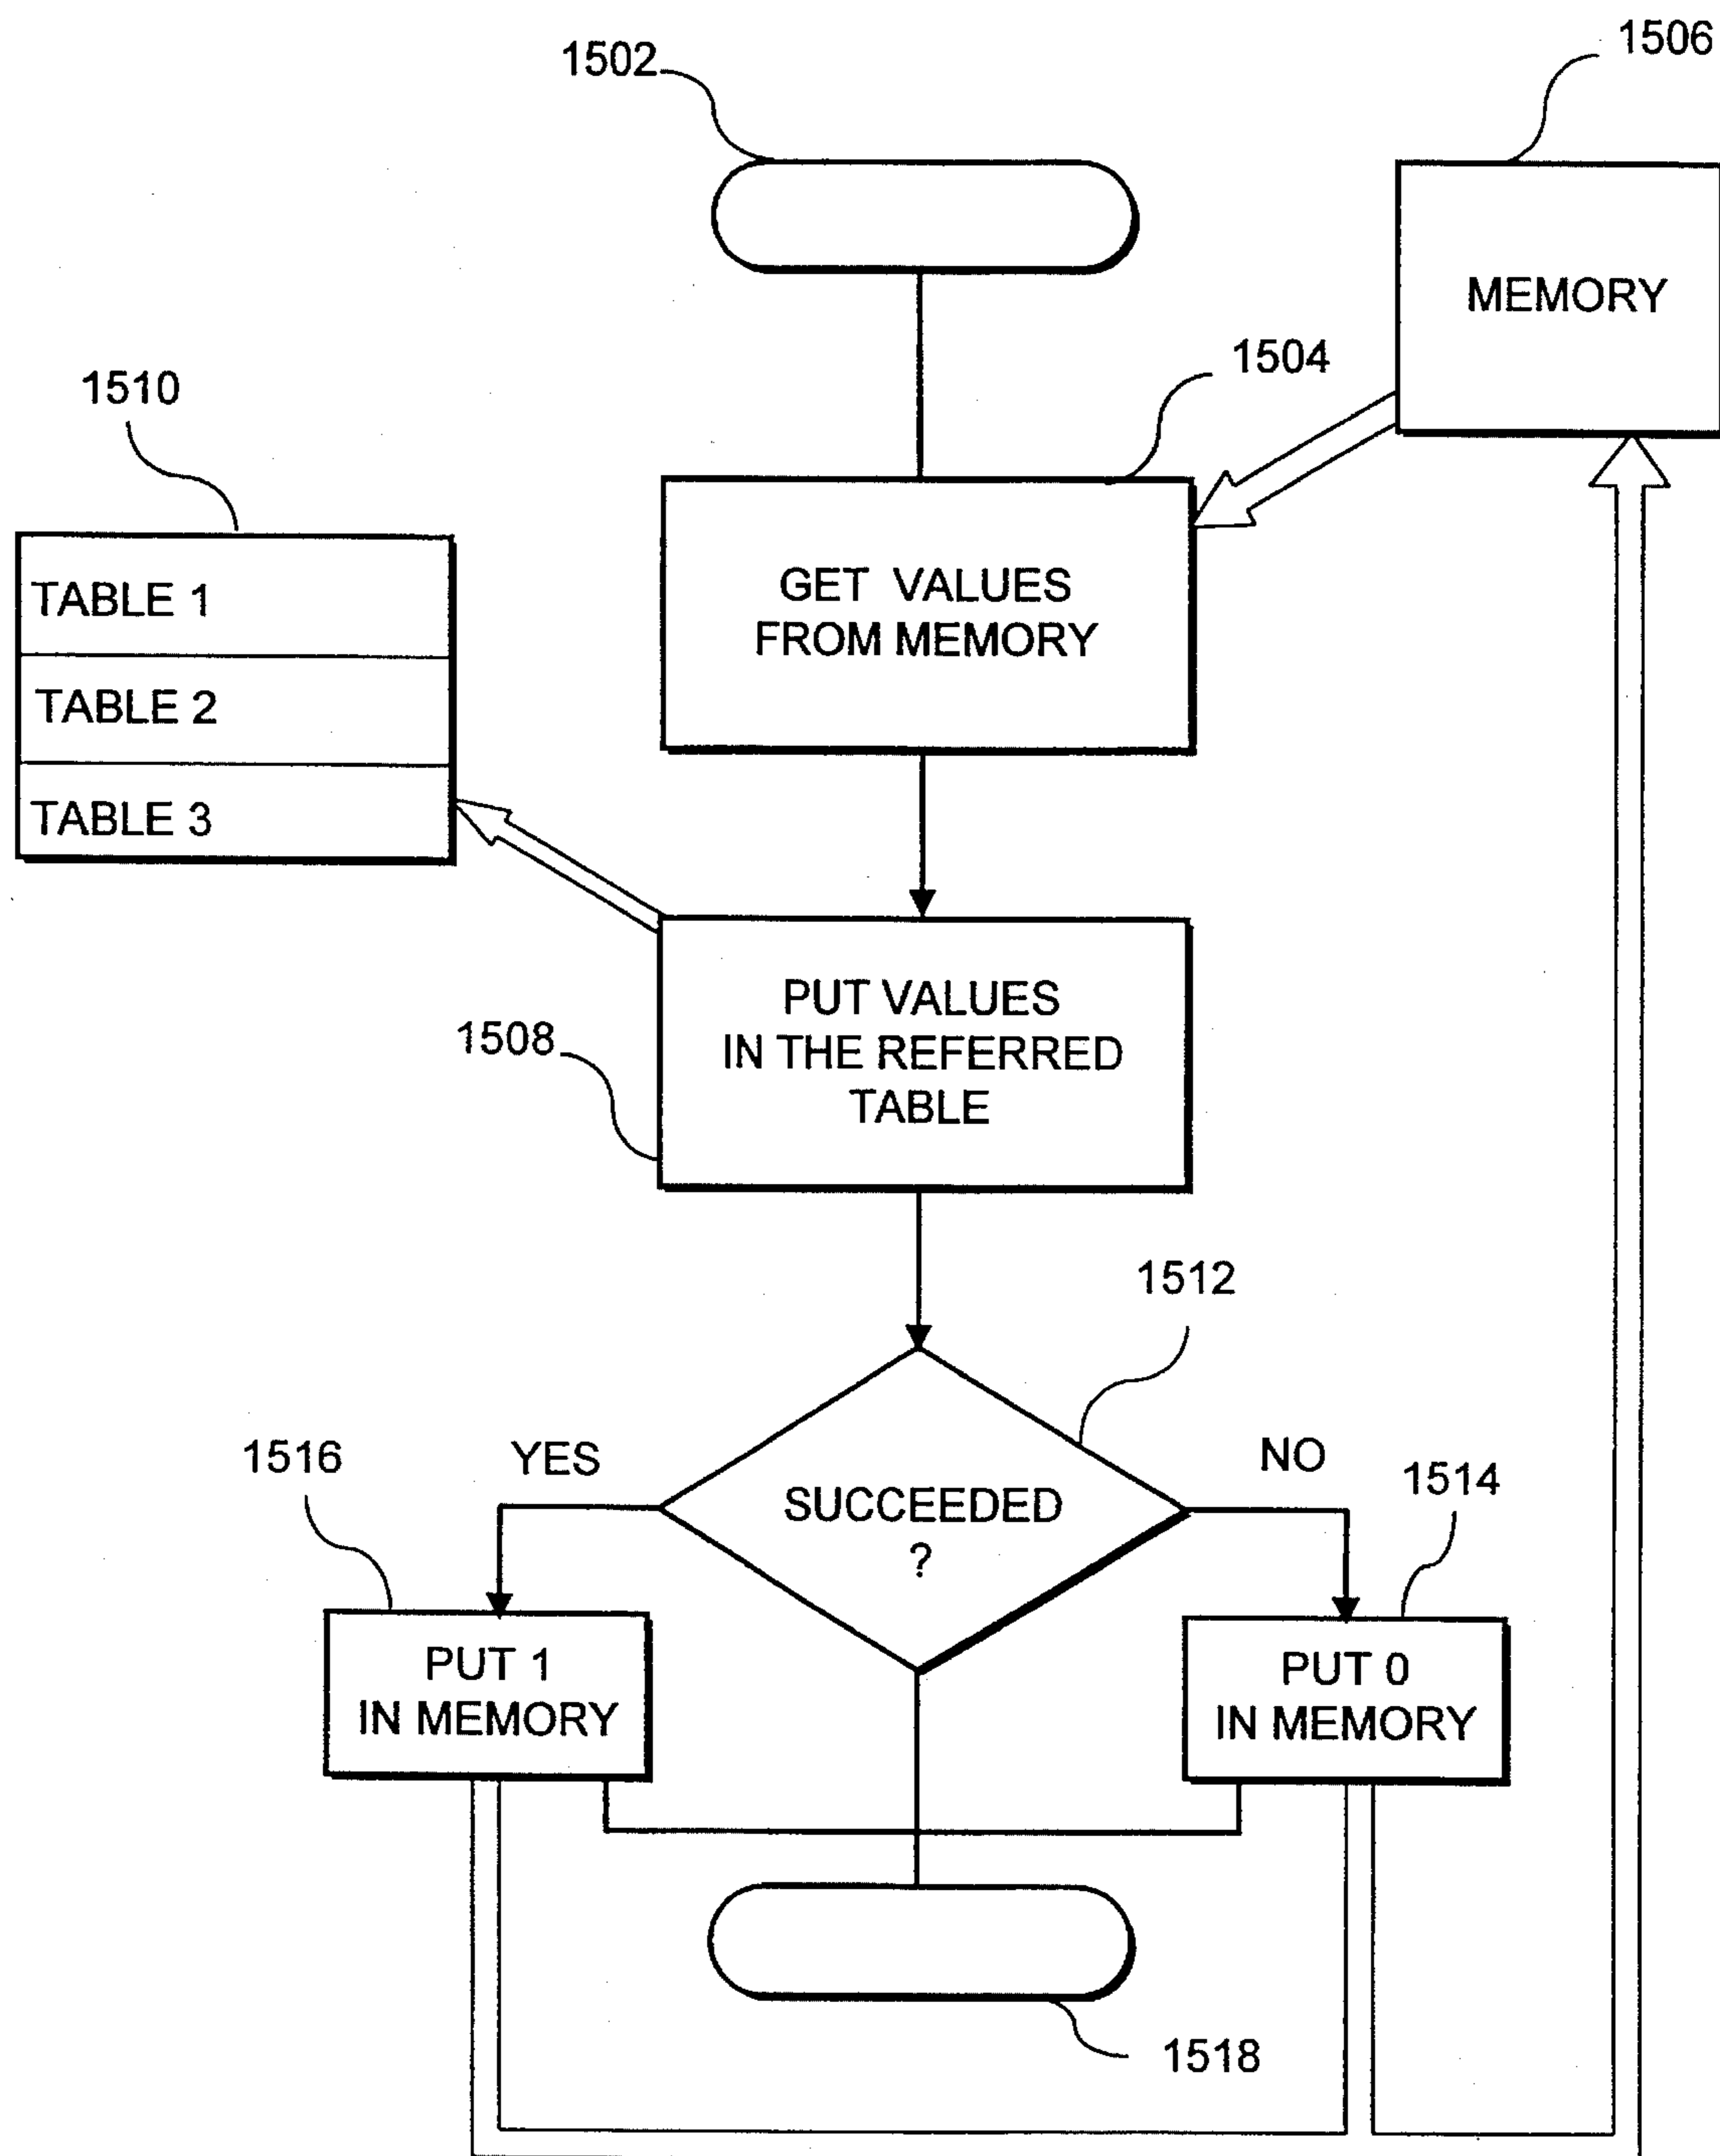 1502
1506
MEMORY
1504
1510
TABLE 1
TABLE 2
TABLE 3
GET VALUES
FROM MEMORY
1508
PUT VALUES
IN THE REFERRED
TABLE
1512
SUCCEEDED
?
YES
NO
1516
1514
PUT 1
IN MEMORY
PUT 0
IN MEMORY
1518